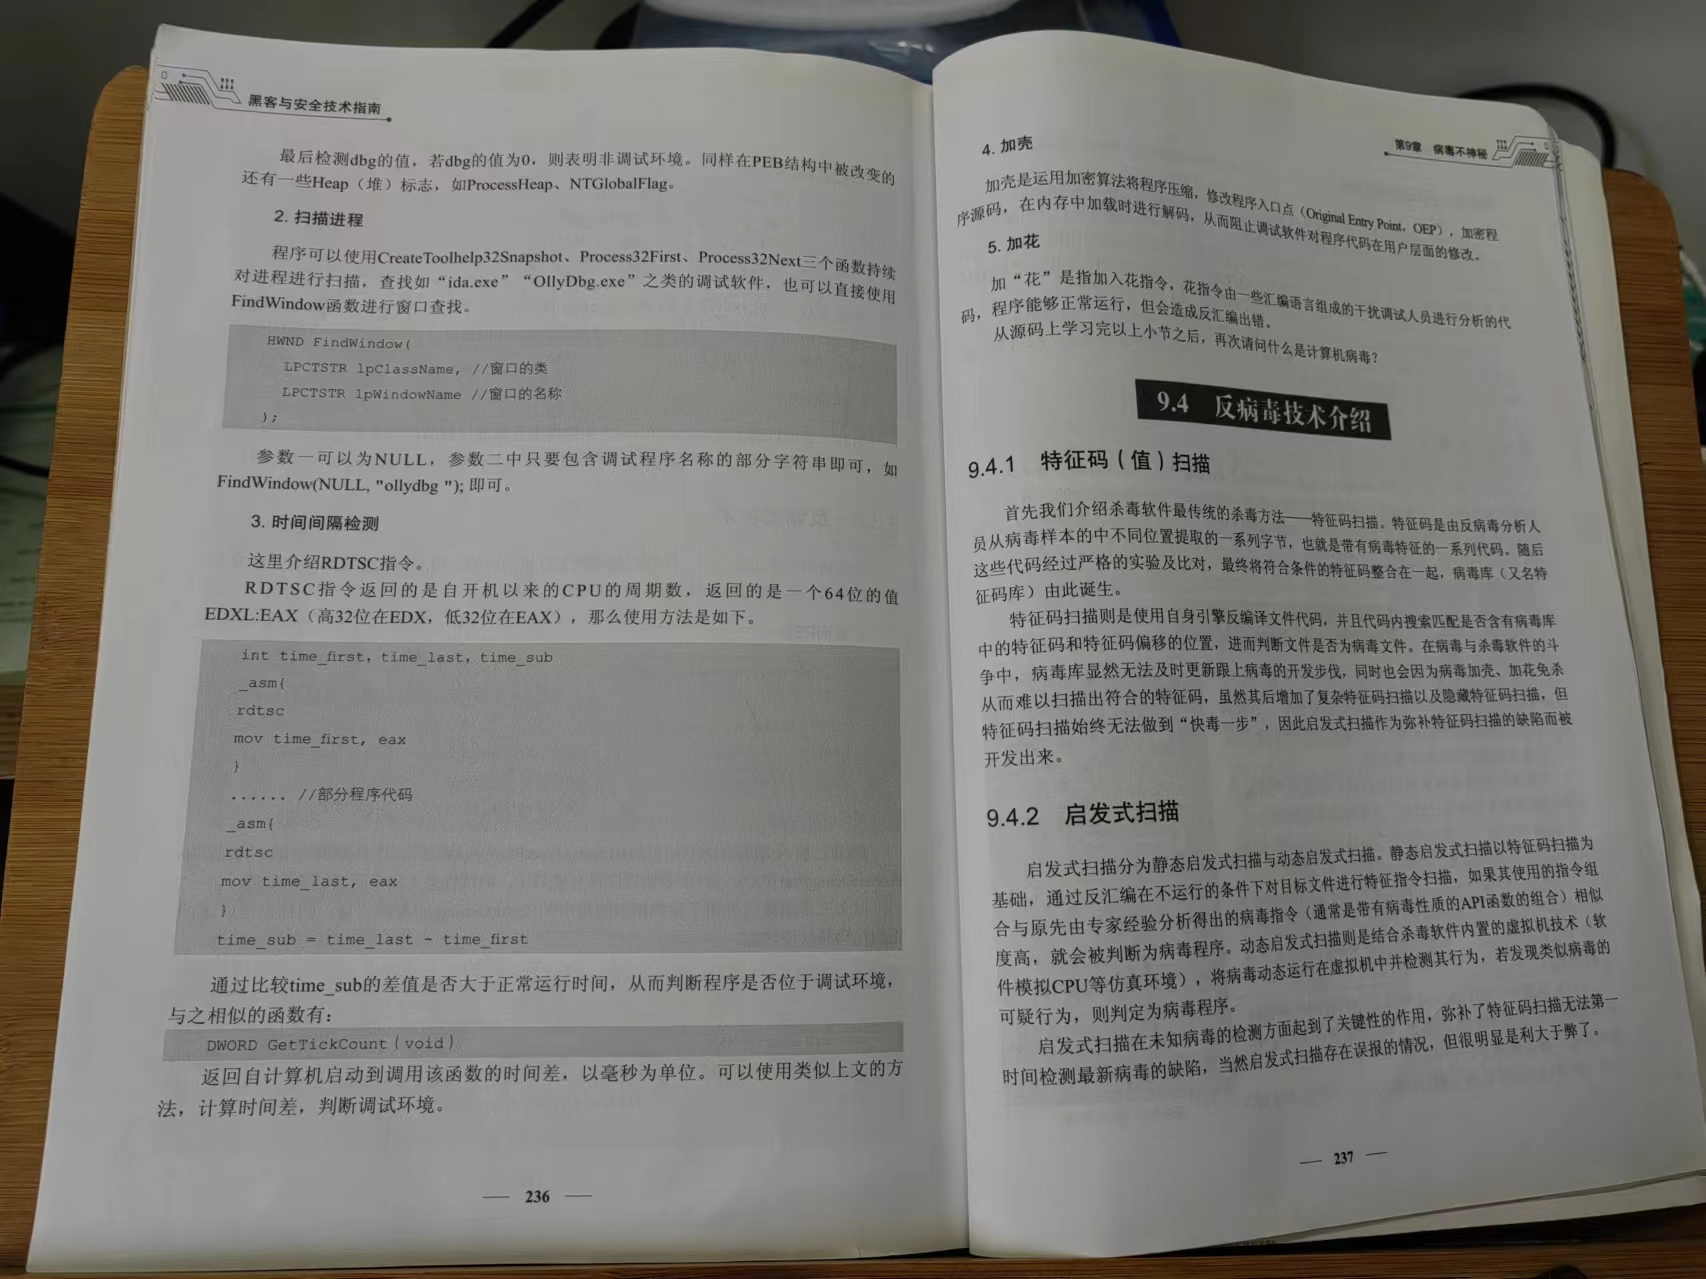 黑客与安全技术指南
最后检测dbg的值，若dbg的值为0，则表明非调试环境。同样在PEB结构中被改变的
还有一些Heap（堆）标志，如ProcessHeap、NTGlobalFlag。
2. 扫描进程
程序可以使用CreateToolhelp32Snapshot、Process32First、Process32Next三个函数持续
对进程进行扫描，查找如“ida.exe”“OllyDbg.exe”之类的调试软件，也可以直接使用
FindWindow函数进行窗口查找。
HWND FindWindow(
LPCTSTR lpClassName, //窗口的类
LPCTSTR lpWindowName //窗口的名称
);
参数一可以为NULL，参数二中只要包含调试程序名称的部分字符串即可，如
FindWindow(NULL, "ollydbg "); 即可。
3. 时间间隔检测
这里介绍RDTSC指令。
RDTSC指令返回的是自开机以来的CPU的周期数，返回的是一个64位的值
EDXL:EAX（高32位在EDX，低32位在EAX），那么使用方法是如下。
int time_first, time_last, time_sub
_asm{
rdtsc
mov time_first, eax
}
...... //部分程序代码
_asm{
rdtsc
mov time_last, eax
}
time_sub = time_last - time_first
通过比较time_sub的差值是否大于正常运行时间，从而判断程序是否位于调试环境，
与之相似的函数有：
DWORD GetTickCount（void）
返回自计算机启动到调用该函数的时间差，以毫秒为单位。可以使用类似上文的方
法，计算时间差，判断调试环境。
236
第9章 病毒不神秘
4. 加壳
加壳是运用加密算法将程序压缩，修改程序入口点（Original Entry Point，OEP），加密程
序源码，在内存中加载时进行解码，从而阻止调试软件对程序代码在用户层面的修改。
5. 加花
加“花”是指加入花指令，花指令由一些汇编语言组成的干扰调试人员进行分析的代
码，程序能够正常运行，但会造成反汇编出错。
从源码上学习完以上小节之后，再次请问什么是计算机病毒？
9.4 反病毒技术介绍
9.4.1 特征码（值）扫描
首先我们介绍杀毒软件最传统的杀毒方法——特征码扫描。特征码是由反病毒分析人
员从病毒样本的中不同位置提取的一系列字节，也就是带有病毒特征的一系列代码。随后
这些代码经过严格的实验及比对，最终将符合条件的特征码整合在一起，病毒库（又名特
征码库）由此诞生。
特征码扫描则是使用自身引擎反编译文件代码，并且代码内搜索匹配是否含有病毒库
中的特征码和特征码偏移的位置，进而判断文件是否为病毒文件。在病毒与杀毒软件的斗
争中，病毒库显然无法及时更新跟上病毒的开发步伐，同时也会因为病毒加壳、加花免杀
从而难以扫描出符合的特征码，虽然其后增加了复杂特征码扫描以及隐藏特征码扫描，但
特征码扫描始终无法做到“快毒一步”，因此启发式扫描作为弥补特征码扫描的缺陷而被
开发出来。
9.4.2 启发式扫描
启发式扫描分为静态启发式扫描与动态启发式扫描。静态启发式扫描以特征码扫描为
基础，通过反汇编在不运行的条件下对目标文件进行特征指令扫描，如果其使用的指令组
合与原先由专家经验分析得出的病毒指令（通常是带有病毒性质的API函数的组合）相似
度高，就会被判断为病毒程序。动态启发式扫描则是结合杀毒软件内置的虚拟机技术（软
件模拟CPU等仿真环境），将病毒动态运行在虚拟机中并检测其行为，若发现类似病毒的
可疑行为，则判定为病毒程序。
启发式扫描在未知病毒的检测方面起到了关键性的作用，弥补了特征码扫描无法第一
时间检测最新病毒的缺陷，当然启发式扫描存在误报的情况，但很明显是利大于弊了。
237